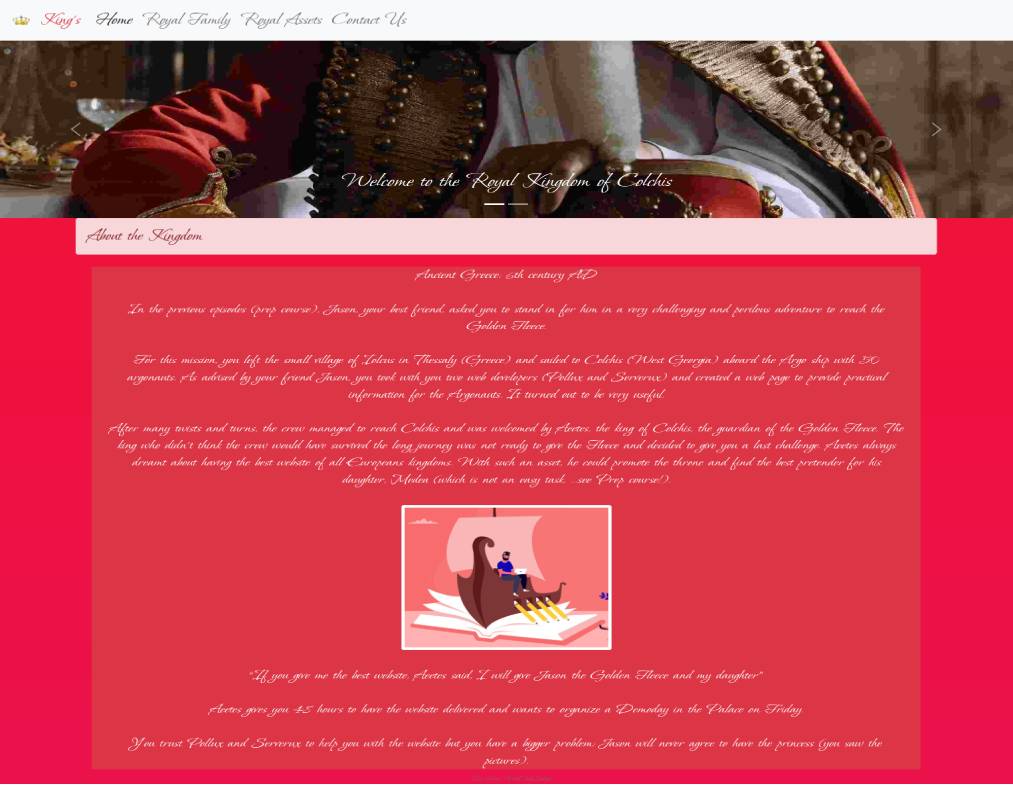 King's Home Royal Family Royal Assets Contact Us
Welcome to the Royal Kingdom of Colchis
About the Kingdom
Ancient Greece: 6th century AD
In the previous episodes (prep course), Jason, your best friend, asked you to stand in for him in a very challenging and perilous adventure to reach the
Golden Fleece.
For this mission, you left the small village of Iolcus in Thessaly (Greece) and sailed to Colchis (West Georgia) aboard the Argo ship with 50
argonauts. As advised by your friend Jason, you took with you two web developers (Pollux and Serverux) and created a web page to provide practical
information for the Argonauts. It turned out to be very useful.
After many twists and turns, the crew managed to reach Colchis and was welcomed by Aeetes, the king of Colchis, the guardian of the Golden Fleece. The
king who didn't think the crew would have survived the long journey was not ready to give the Fleece and decided to give you a last challenge. Aeetes always
dreamt about having the best website of all Europeans kingdoms. With such an asset, he could promote the throne and find the best pretender for his
daughter, Medea (which is not an easy task, ...see Prep course!).
"If you give me the best website, Aeetes said, I will give Jason the Golden Fleece and my daughter"
Aeetes gives you 45 hours to have the website delivered and wants to organize a Demoday in the Palace on Friday.
You trust Pollux and Serverux to help you with the website but you have a bigger problem: Jason will never agree to have the princess (you saw the
pictures).